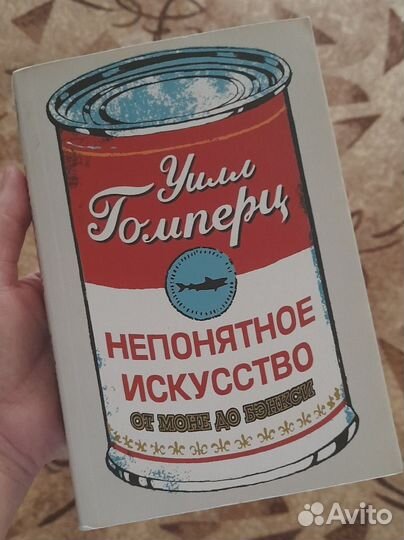 Уилл
Гомперц
НЕПОНЯТНОЕ
ИСКУССТВО
ОТ МОНЕ ДО БЭНКСИ
Avito